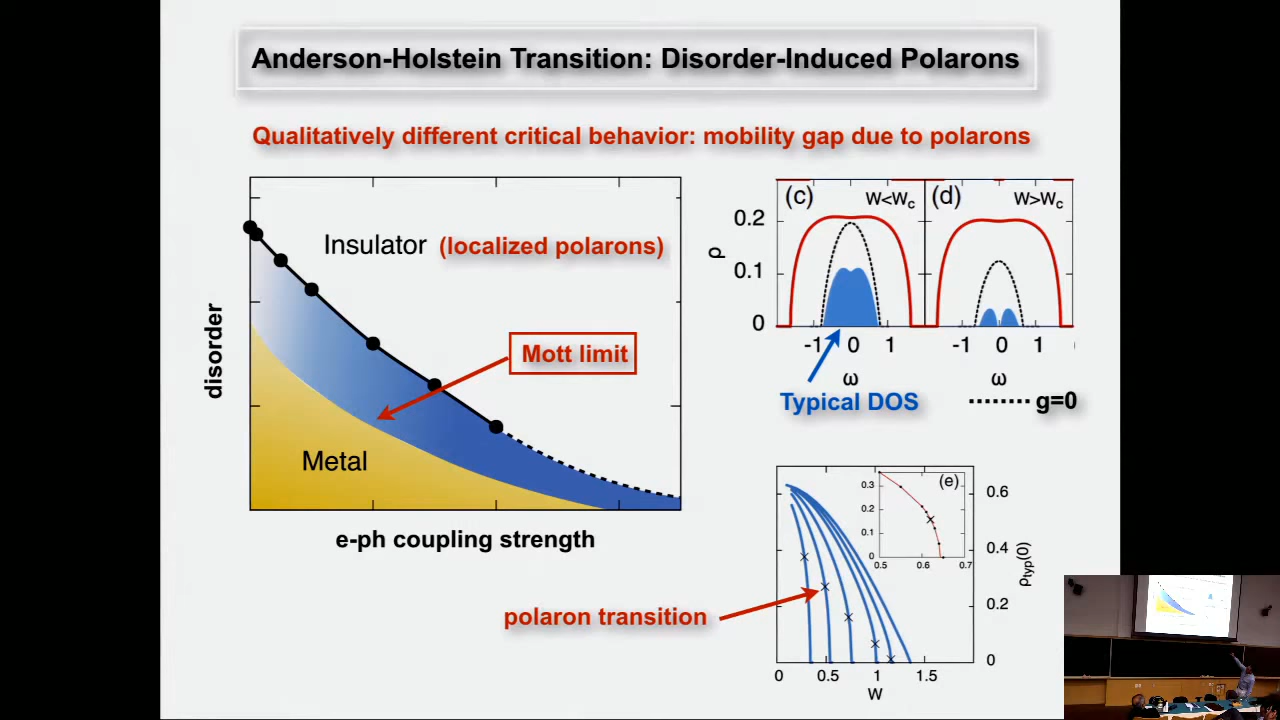 Anderson-Holstein Transition: Disorder-Induced Polarons
Qualitatively different critical behavior: mobility gap due to polarons
Insulator (localized polarons)
Mott limit
Metal
disorder
e-ph coupling strength
(c) W<Wc
(d) W>Wc
ρ
0.2
0.1
0
-1 0 1
-1 0 1
ω
ω
Typical DOS
g=0
(e)
0.3
0.2
0.1
0
0.5 0.6 0.7
0.6
0.4
0.2
0
ρtyp(0)
polaron transition
0 0.5 1 1.5
W